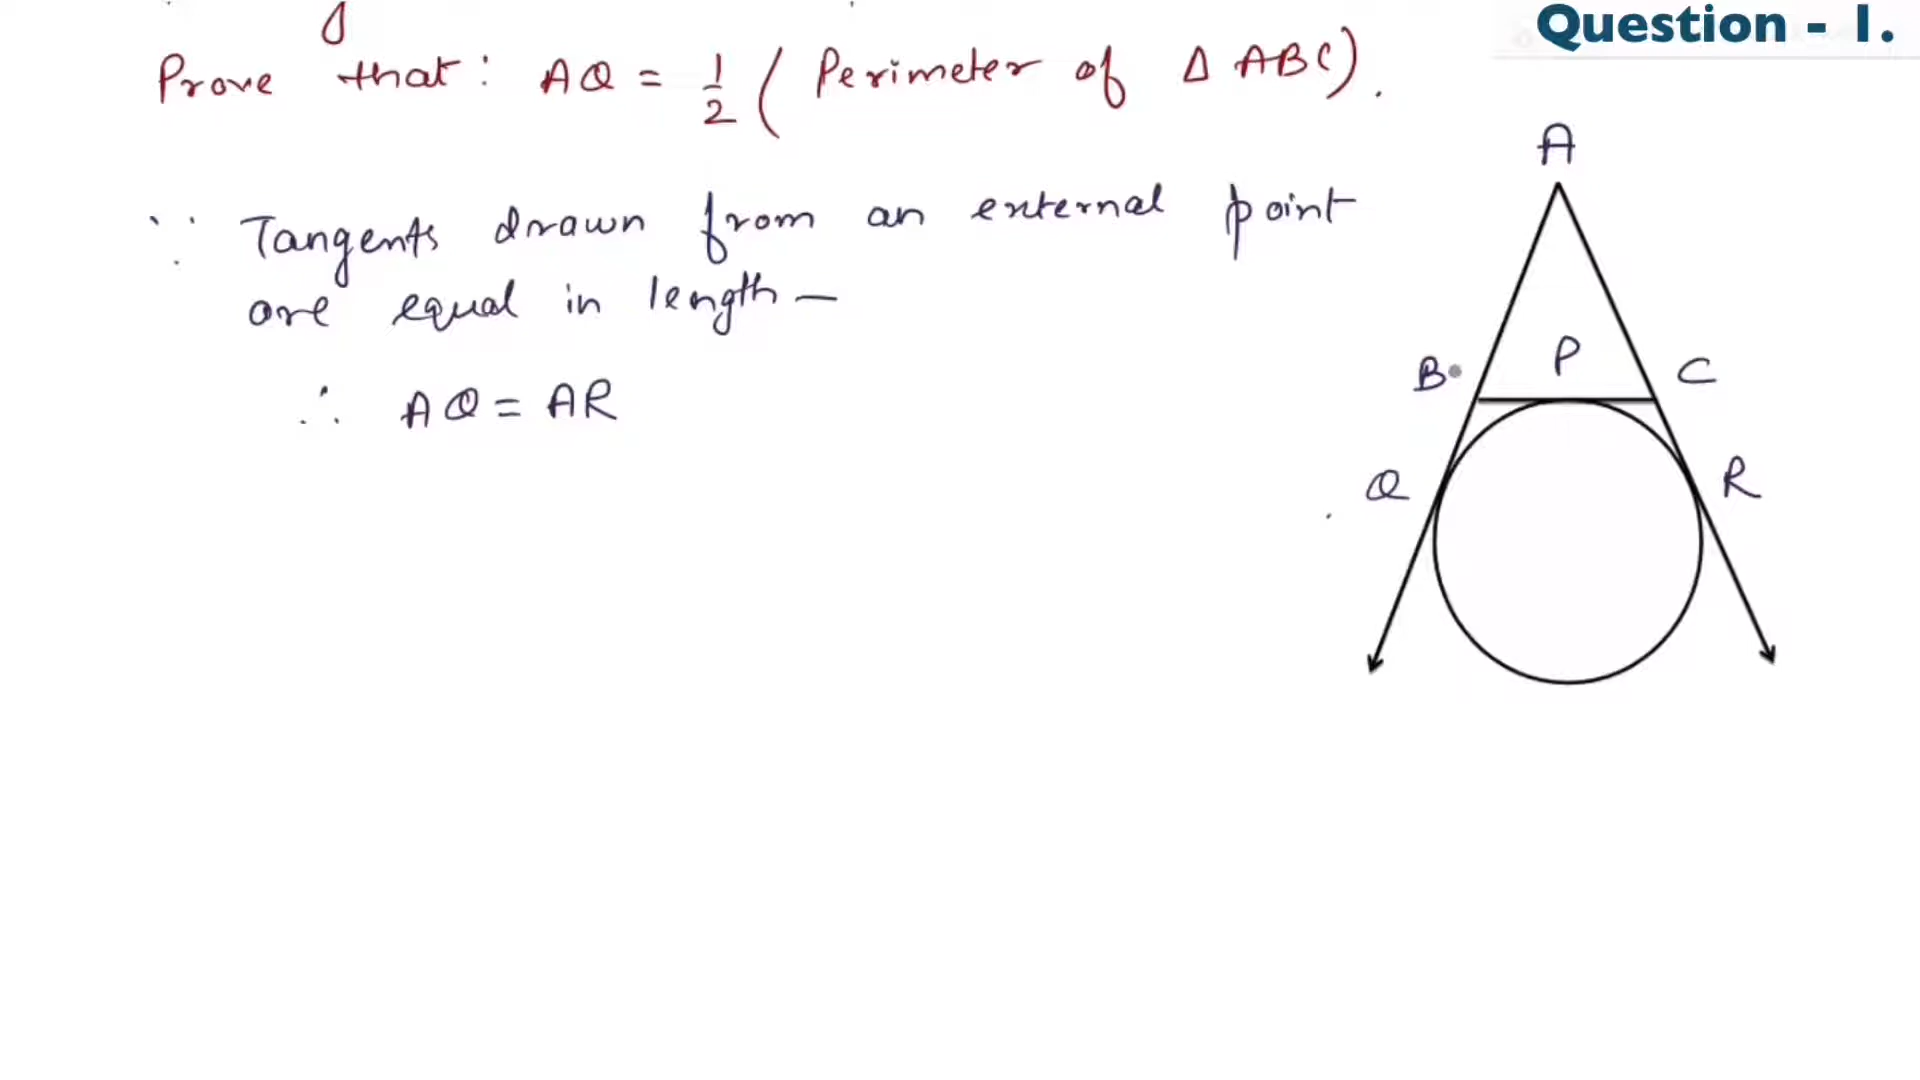 Question - 1.
Prove that: AQ = 1/2 ( Perimeter of Δ ABC).
∵ Tangents drawn from an external point
are equal in length —
∴ AQ = AR
A
B P C
Q R